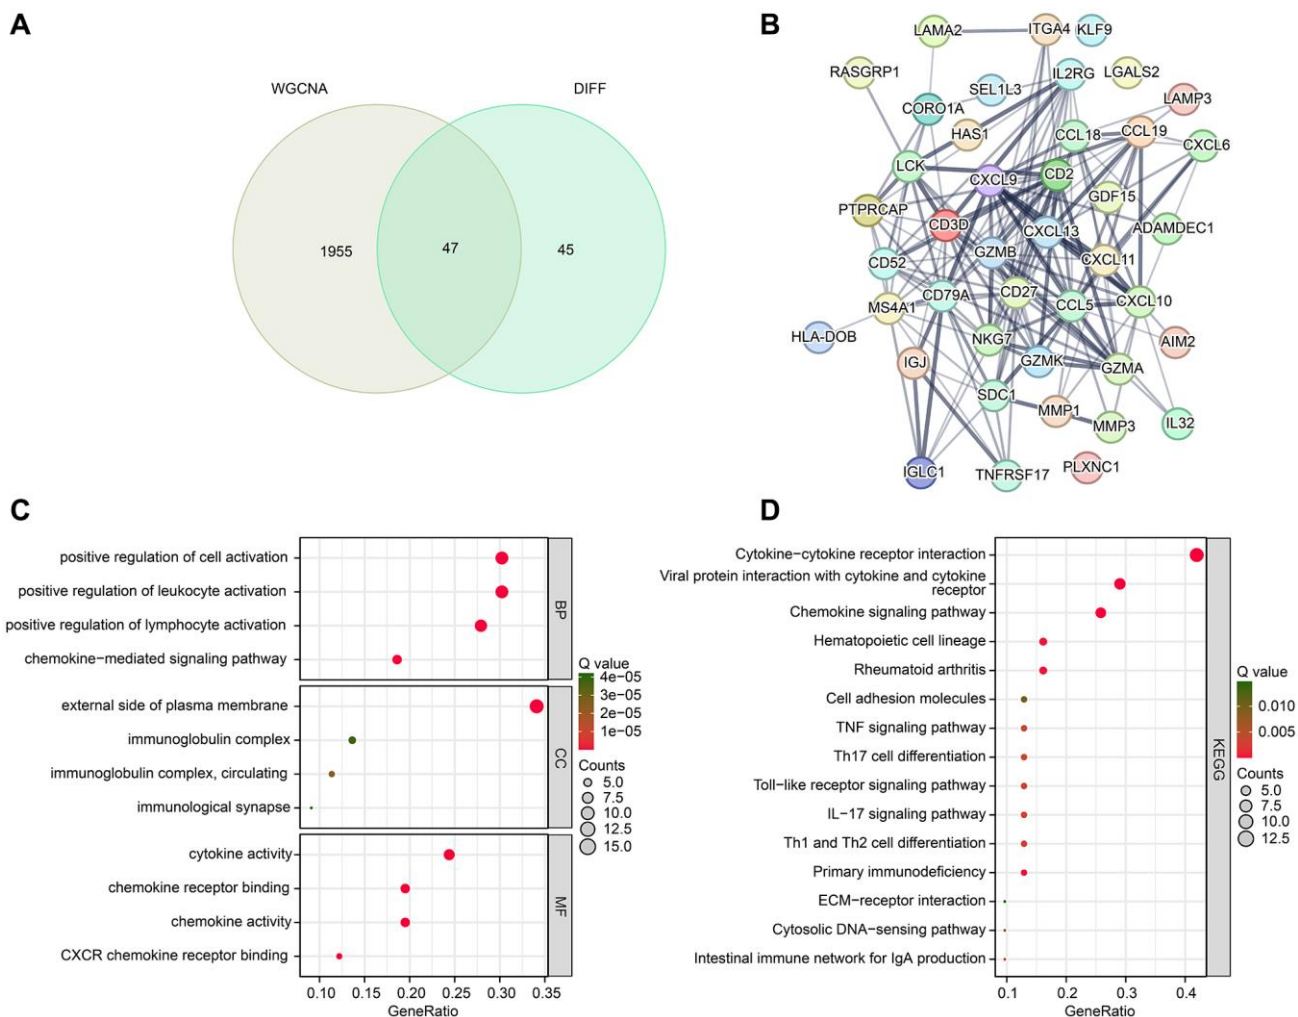 A
WGCNA
DIFF
1955
47
45
B
LAMA2
ITGA4
KLF9
RASGRP1
IL2RG
LGALS2
SEL1L3
LAMP3
CORO1A
HAS1
CCL18
CCL19
CXCL6
LCK
CXCL9
CD2
GDF15
PTPRCAP
CD3D
CXCL13
ADAMDEC1
CD52
GZMB
CXCL11
CD79A
CD27
CCL5
CXCL10
MS4A1
HLA-DOB
NKG7
AIM2
IGJ
GZMK
GZMA
SDC1
MMP1
MMP3
IL32
IGLC1
TNFRSF17
PLXNC1
C
positive regulation of cell activation
positive regulation of leukocyte activation
positive regulation of lymphocyte activation
chemokine−mediated signaling pathway
BP
external side of plasma membrane
immunoglobulin complex
immunoglobulin complex, circulating
immunological synapse
CC
cytokine activity
chemokine receptor binding
chemokine activity
CXCR chemokine receptor binding
MF
0.10 0.15 0.20 0.25 0.30 0.35
GeneRatio
Q value
4e−05
3e−05
2e−05
1e−05
Counts
5.0
7.5
10.0
12.5
15.0
D
Cytokine−cytokine receptor interaction
Viral protein interaction with cytokine and cytokine
receptor
Chemokine signaling pathway
Hematopoietic cell lineage
Rheumatoid arthritis
Cell adhesion molecules
TNF signaling pathway
Th17 cell differentiation
Toll−like receptor signaling pathway
IL−17 signaling pathway
Th1 and Th2 cell differentiation
Primary immunodeficiency
ECM−receptor interaction
Cytosolic DNA−sensing pathway
Intestinal immune network for IgA production
KEGG
0.1 0.2 0.3 0.4
GeneRatio
Q value
0.010
0.005
Counts
5.0
7.5
10.0
12.5